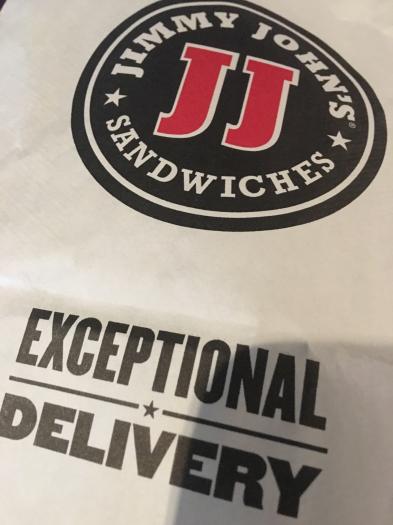 JIMMY JOHN'S®
JJ
SANDWICHES
EXCEPTIONAL
DELIVERY